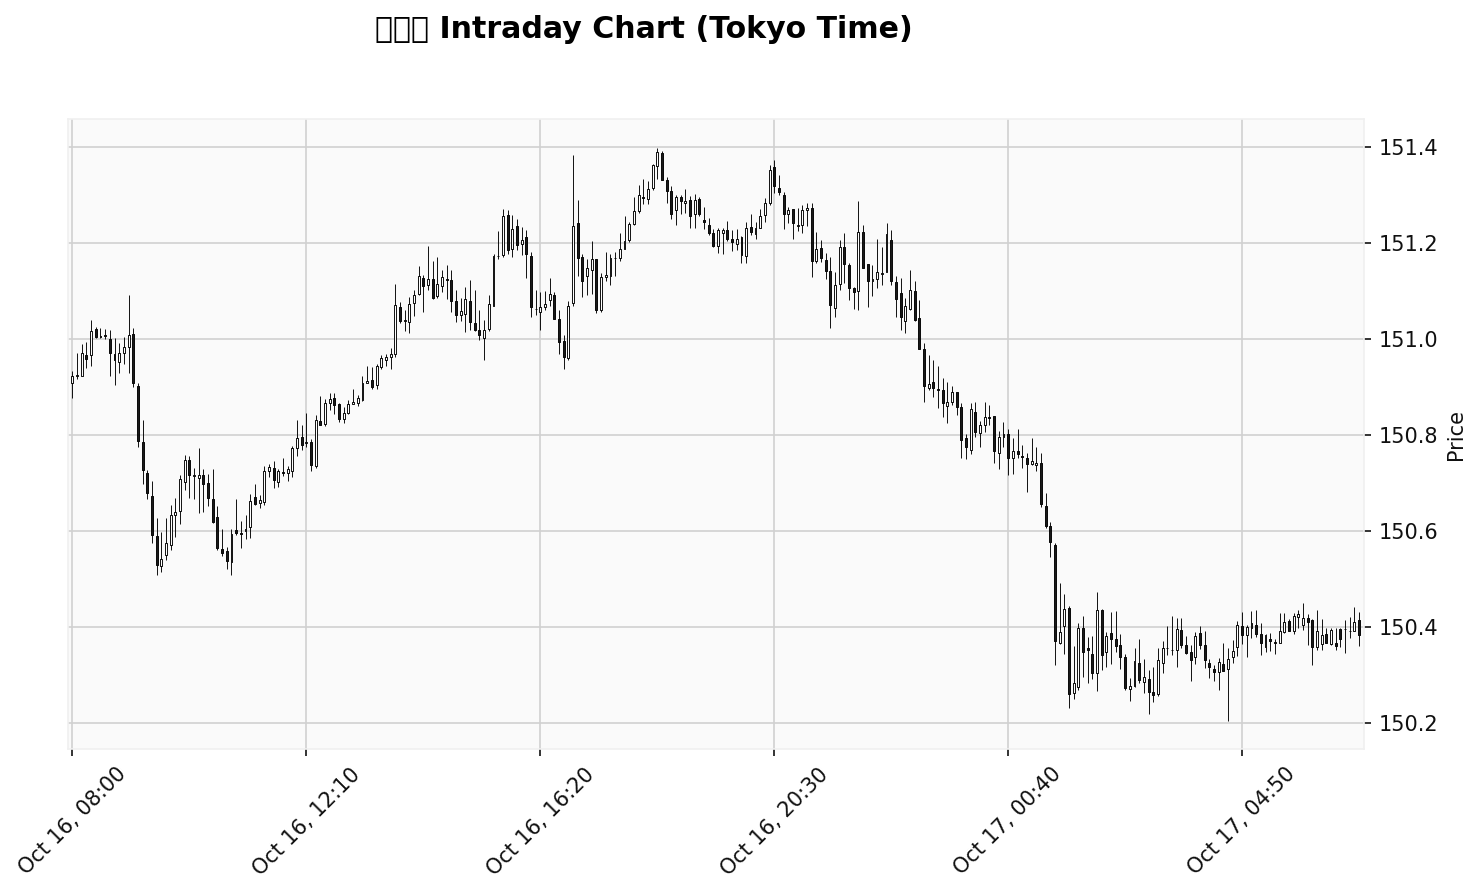 Intraday Chart (Tokyo Time)
151.4
151.2
151.0
150.8
150.6
150.4
150.2
Price
Oct 16, 08:00
Oct 16, 12:10
Oct 16, 16:20
Oct 16, 20:30
Oct 17, 00:40
Oct 17, 04:50